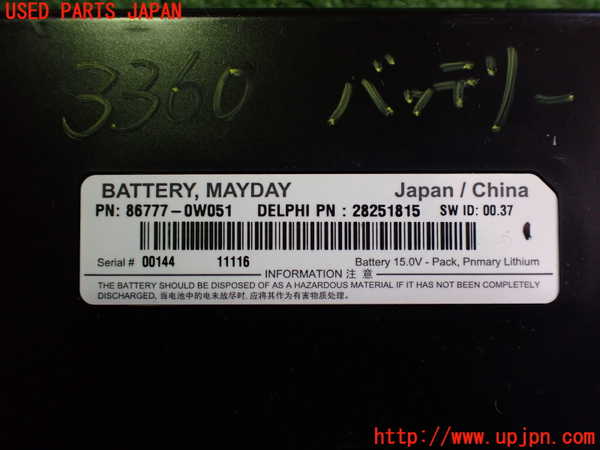 USED PARTS JAPAN
3360 バッテリー
BATTERY, MAYDAY Japan / China
PN: 86777-0W051 DELPHI PN : 28251815 SW ID: 00.37
Serial # 00144 11116 Battery 15.0V - Pack, Pnmary Lithium
INFORMATION 注 意
THE BATTERY SHOULD BE DISPOSED OF AS A HAZARDOUS MATERIAL IF IT HAS NOT BEEN COMPLETELY
DISCHARGED, 当电池中的电未放尽时, 应将其作为有害物质处理.
http://www.upjpn.com/